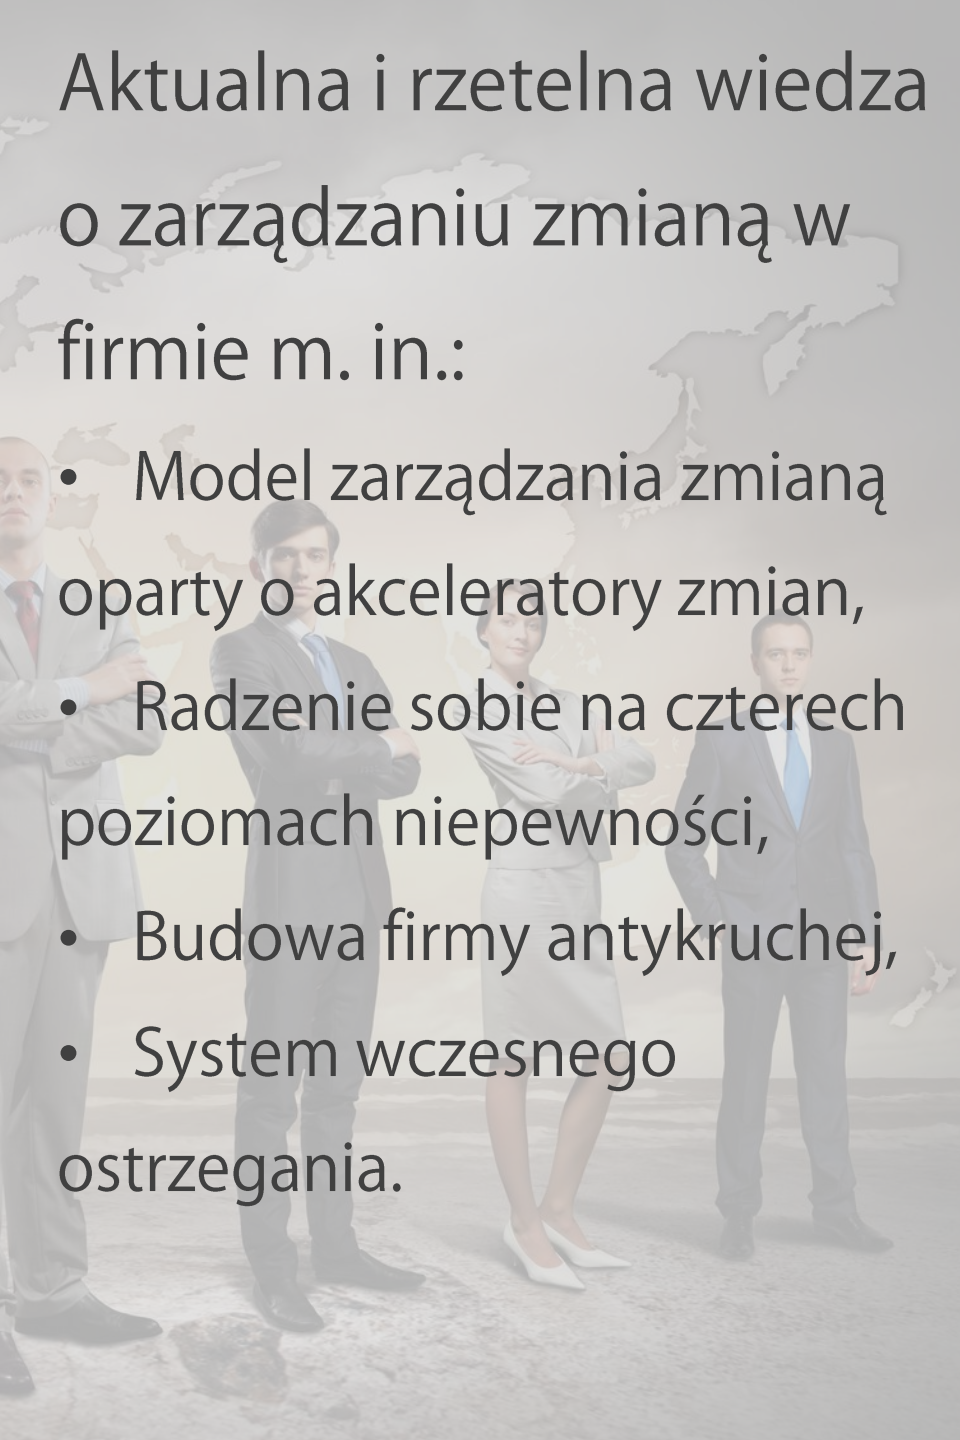 Aktualna i rzetelna wiedza
o zarządzaniu zmianą w
firmie m. in.:
• Model zarządzania zmianą
oparty o akceleratory zmian,
• Radzenie sobie na czterech
poziomach niepewności,
• Budowa firmy antykruchej,
• System wczesnego
ostrzegania.